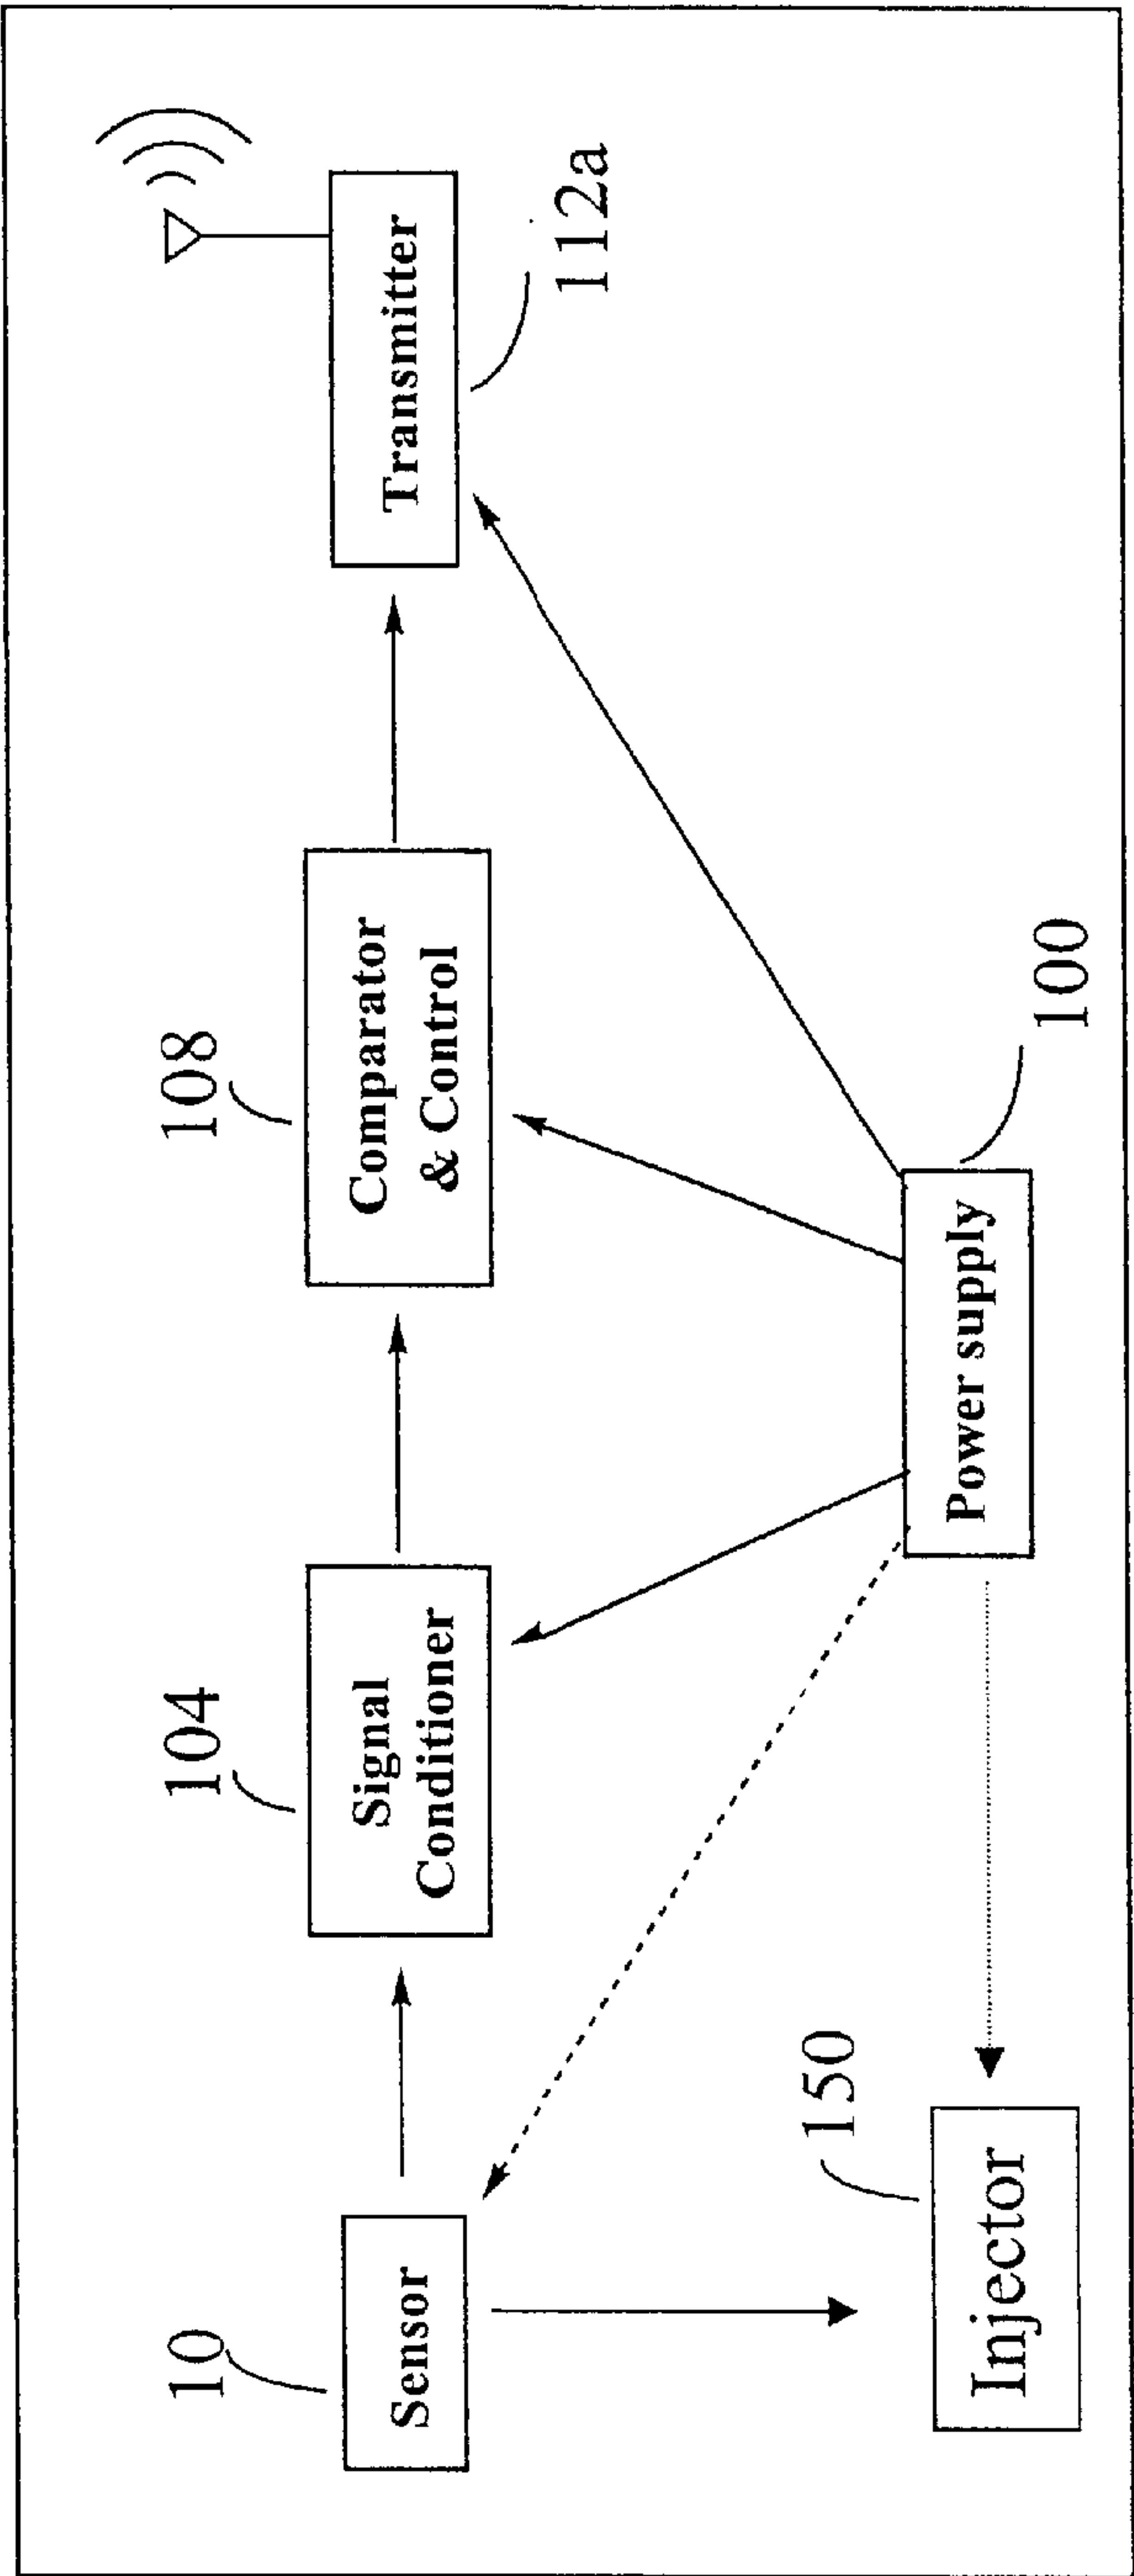 10
Sensor
104
Signal
Conditioner
108
Comparator
& Control
Transmitter
112a
150
Injector
Power supply
100